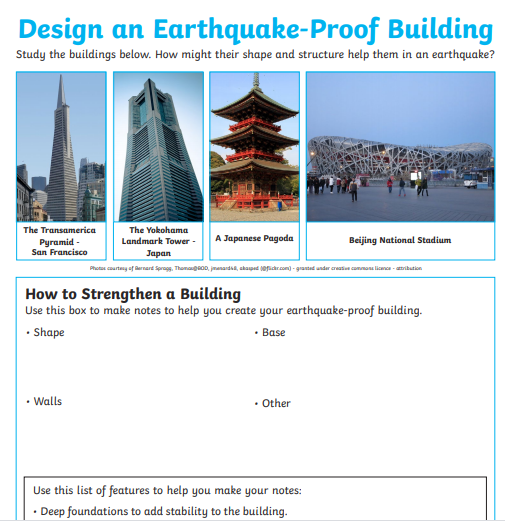 Design an Earthquake-Proof Building
Study the buildings below. How might their shape and structure help them in an earthquake?
The Transamerica
Pyramid -
San Francisco
The Yokohama
Landmark Tower -
Japan
A Japanese Pagoda
Beijing National Stadium
Photos courtesy of Bernard Spragg, Thomas@BOD, jmenard48, akasped (@flickr.com) - granted under creative commons licence - attribution
How to Strengthen a Building
Use this box to make notes to help you create your earthquake-proof building.
• Shape
• Base
• Walls
• Other
Use this list of features to help you make your notes:
• Deep foundations to add stability to the building.